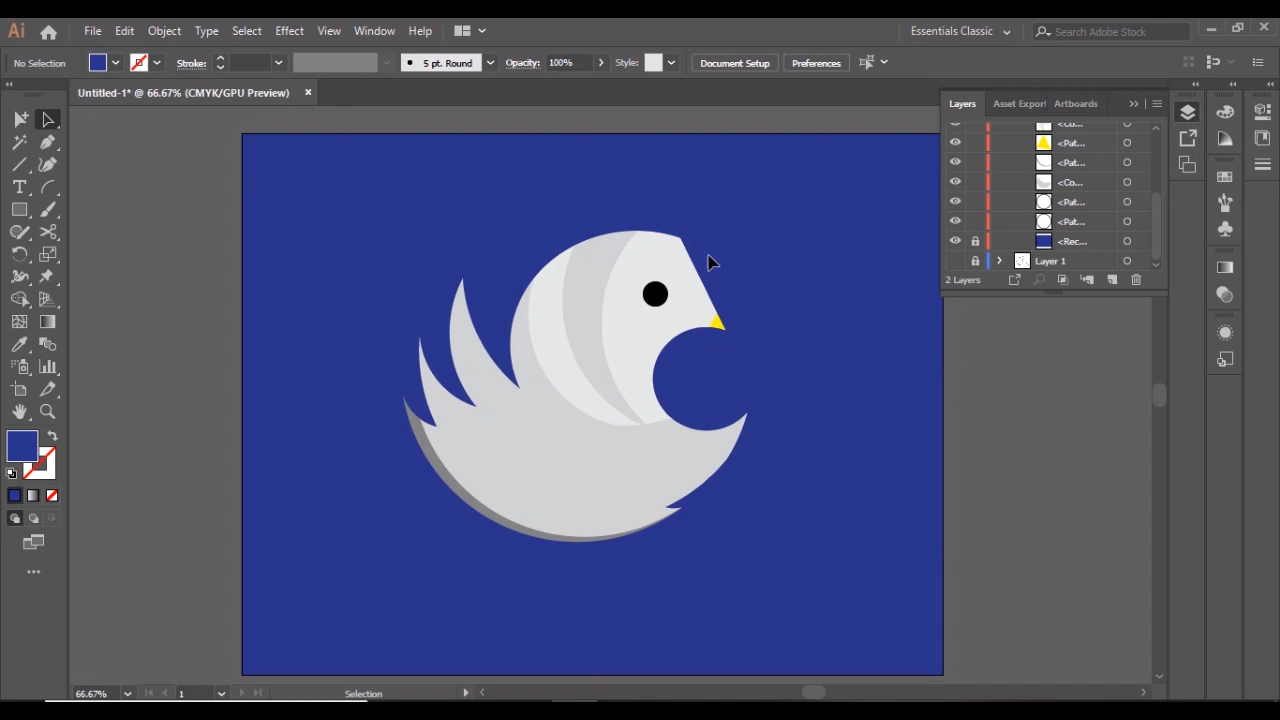 Ai File Edit Object Type Select Effect View Window Help Essentials Classic Search Adobe Stock
No Selection Stroke: 5 pt. Round Opacity: 100% Style: Document Setup Preferences
Untitled-1* @ 66.67% (CMYK/GPU Preview) ×
Layers Asset Export Artboards
<Co...
<Pat...
<Pat...
<Co...
<Pat...
<Pat...
<Rec...
Layer 1
2 Layers
66.67% 1 Selection